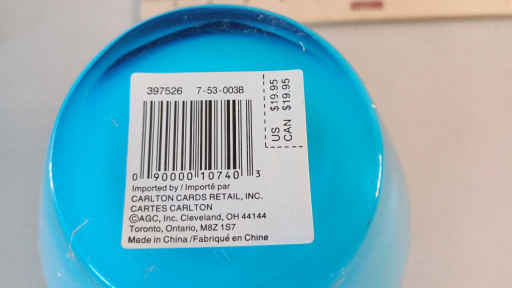 397526 7-53-003B
US $19.95
CAN $19.95
0 90000 10740 3
Imported by / Importé par
CARLTON CARDS RETAIL, INC.
CARTES CARLTON
©AGC, Inc. Cleveland, OH 44144
Toronto, Ontario, M8Z 1S7
Made in China/Fabriqué en Chine